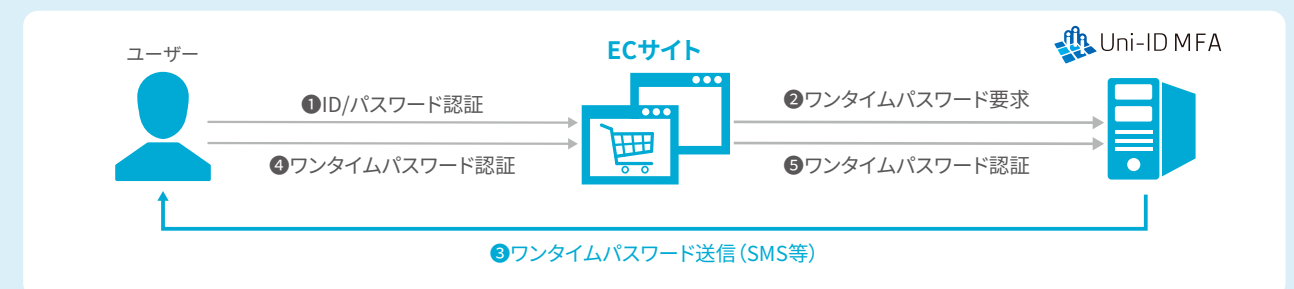 ユーザー
ECサイト
Uni-ID MFA
❶ID/パスワード認証
❷ワンタイムパスワード要求
❹ワンタイムパスワード認証
❺ワンタイムパスワード認証
❸ワンタイムパスワード送信(SMS等)